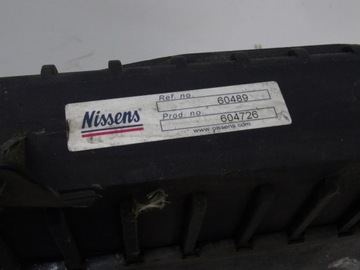 Nissens®
Ref. no. 60489
Prod. no. 604726
www.nissens.com